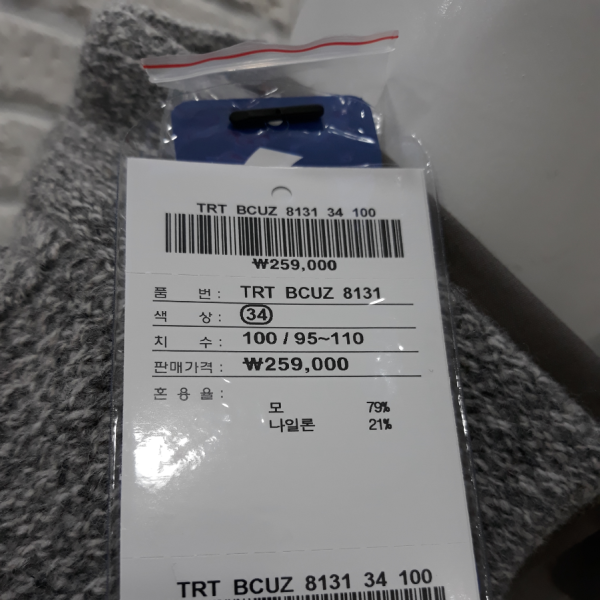 TRT BCUZ 8131 34 100
₩259,000
품 번 : TRT BCUZ 8131
색 상 : 34
치 수 : 100 / 95~110
판매가격 : ₩259,000
혼 용 율 :
모 79%
나일론 21%
TRT BCUZ 8131 34 100